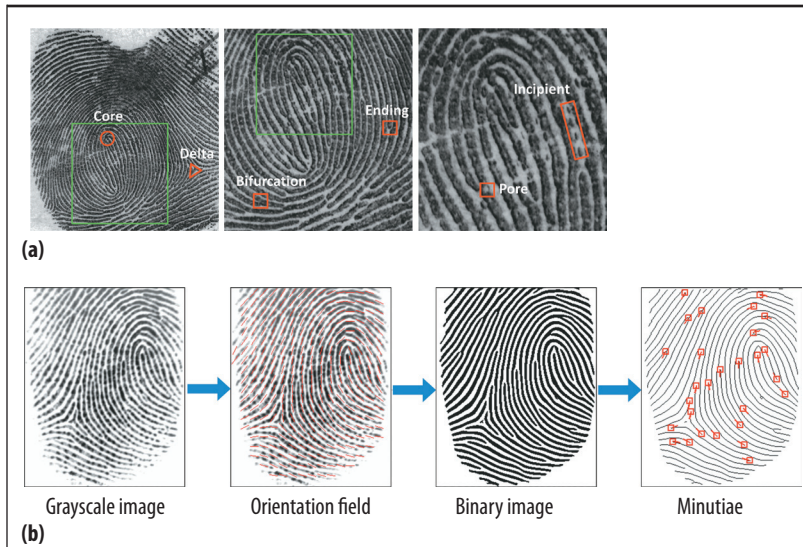 Core
Delta
Ending
Bifurcation
Incipient
Pore
(a)
Grayscale image
Orientation field
Binary image
Minutiae
(b)